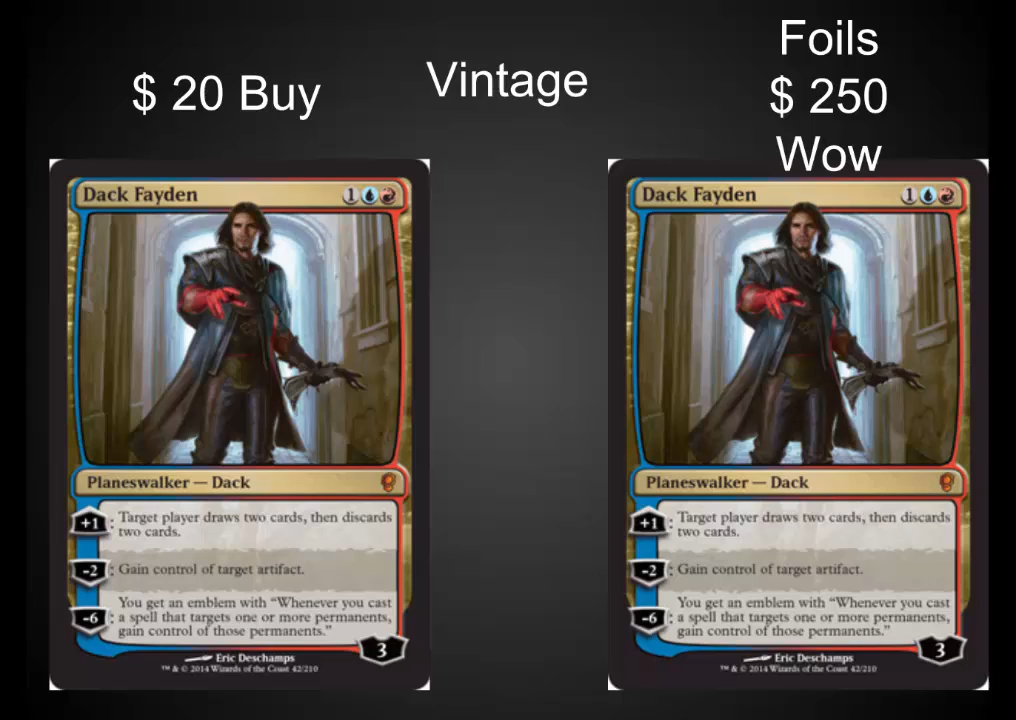 $ 20 Buy
Vintage
Foils
$ 250
Wow
Dack Fayden 1
Planeswalker — Dack
+1: Target player draws two cards, then discards
two cards.
-2: Gain control of target artifact.
You get an emblem with “Whenever you cast
-6: a spell that targets one or more permanents,
gain control of those permanents.”
3
Eric Deschamps
™ & © 2014 Wizards of the Coast 42/210
Dack Fayden 1
Planeswalker — Dack
+1: Target player draws two cards, then discards
two cards.
-2: Gain control of target artifact.
You get an emblem with “Whenever you cast
-6: a spell that targets one or more permanents,
gain control of those permanents.”
3
Eric Deschamps
™ & © 2014 Wizards of the Coast 42/210